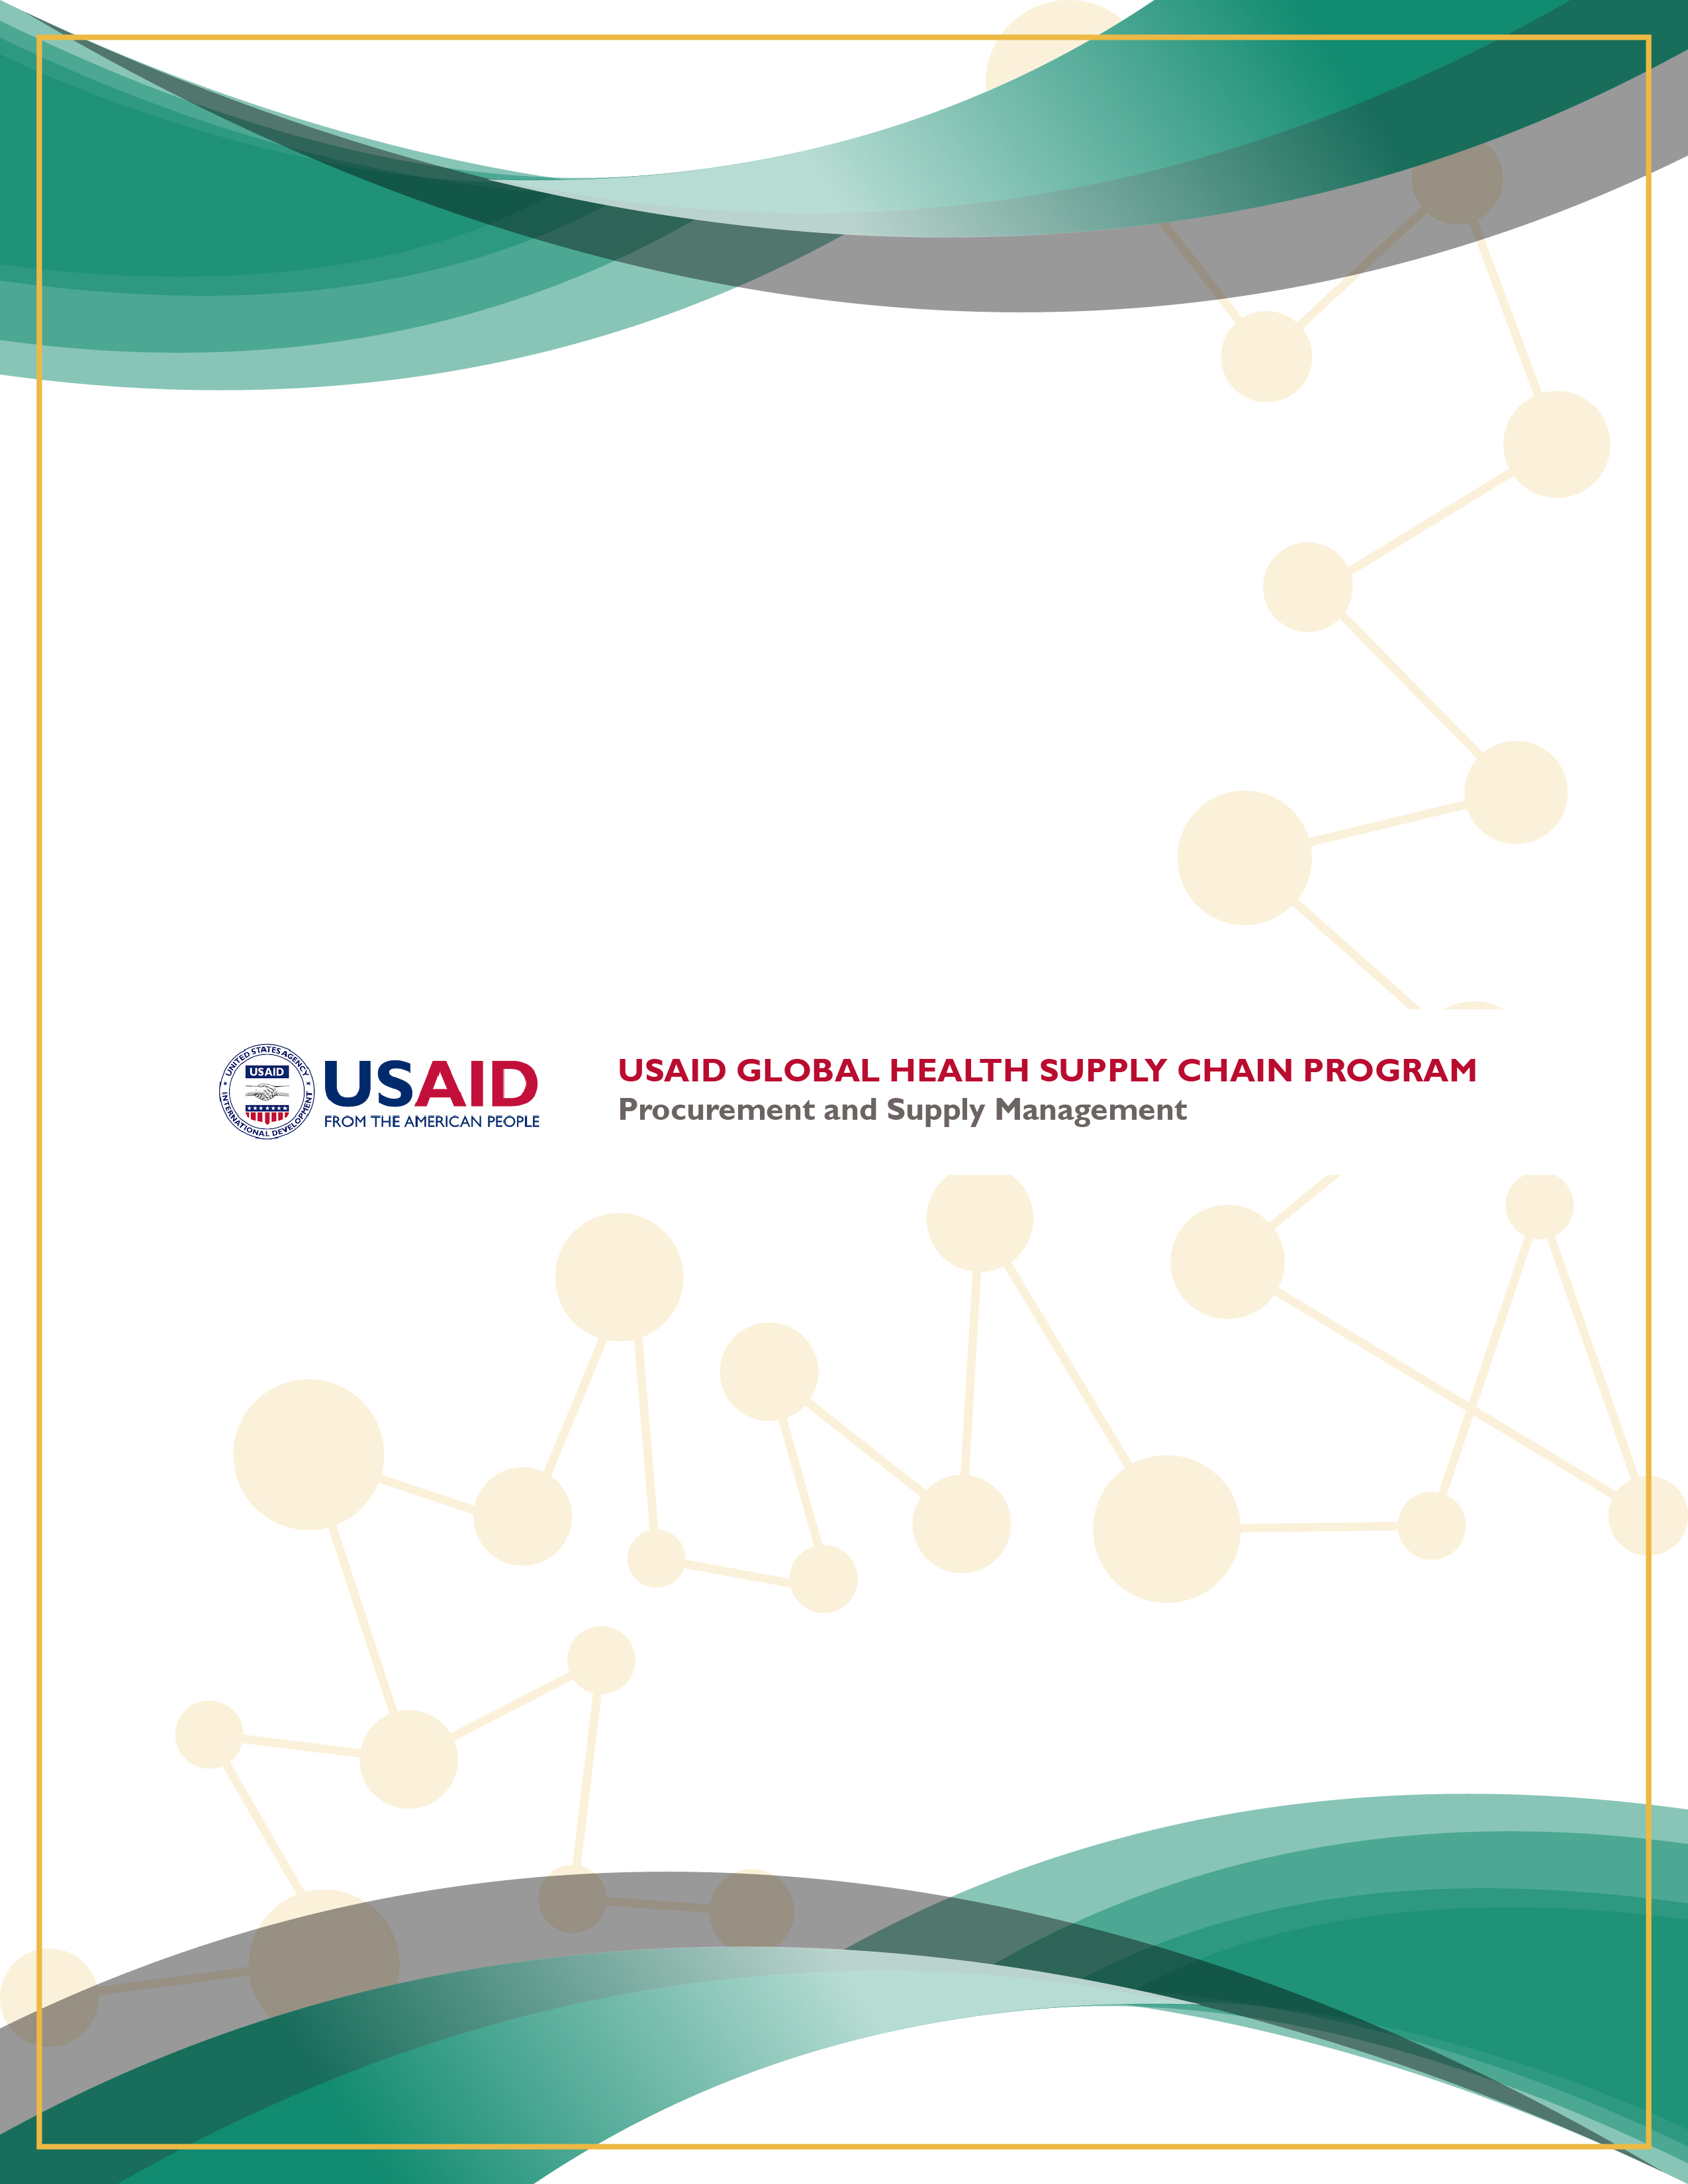 UNITED STATES AGENCY
USAID
INTERNATIONAL DEVELOPMENT
USAID
FROM THE AMERICAN PEOPLE
USAID GLOBAL HEALTH SUPPLY CHAIN PROGRAM
Procurement and Supply Management